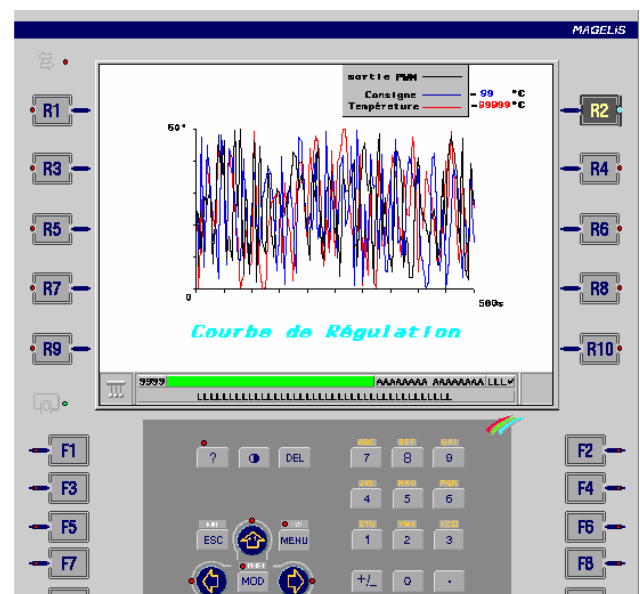 MAGELIS
sortie PWM
Consigne - 99 °C
Température -99999°C
R1
R2
50°
R3
R4
R5
R6
R7
R8
0
500s
Courbe de Régulation
R9
R10
9999 AAAAAAAA AAAAAAAA LLL
LLLLLLLLLLLLLLLLLLLLLLLLLLLLLLLLLLLLLLLL
F1
? DEL
ABC DEF GHI
7 8 9
F2
F3
JKL MNO PQR
4 5 6
F4
F5
STU VWX YZ@
ESC MENU
1 2 3
F6
F7
MOD
+/_ 0 .
F8